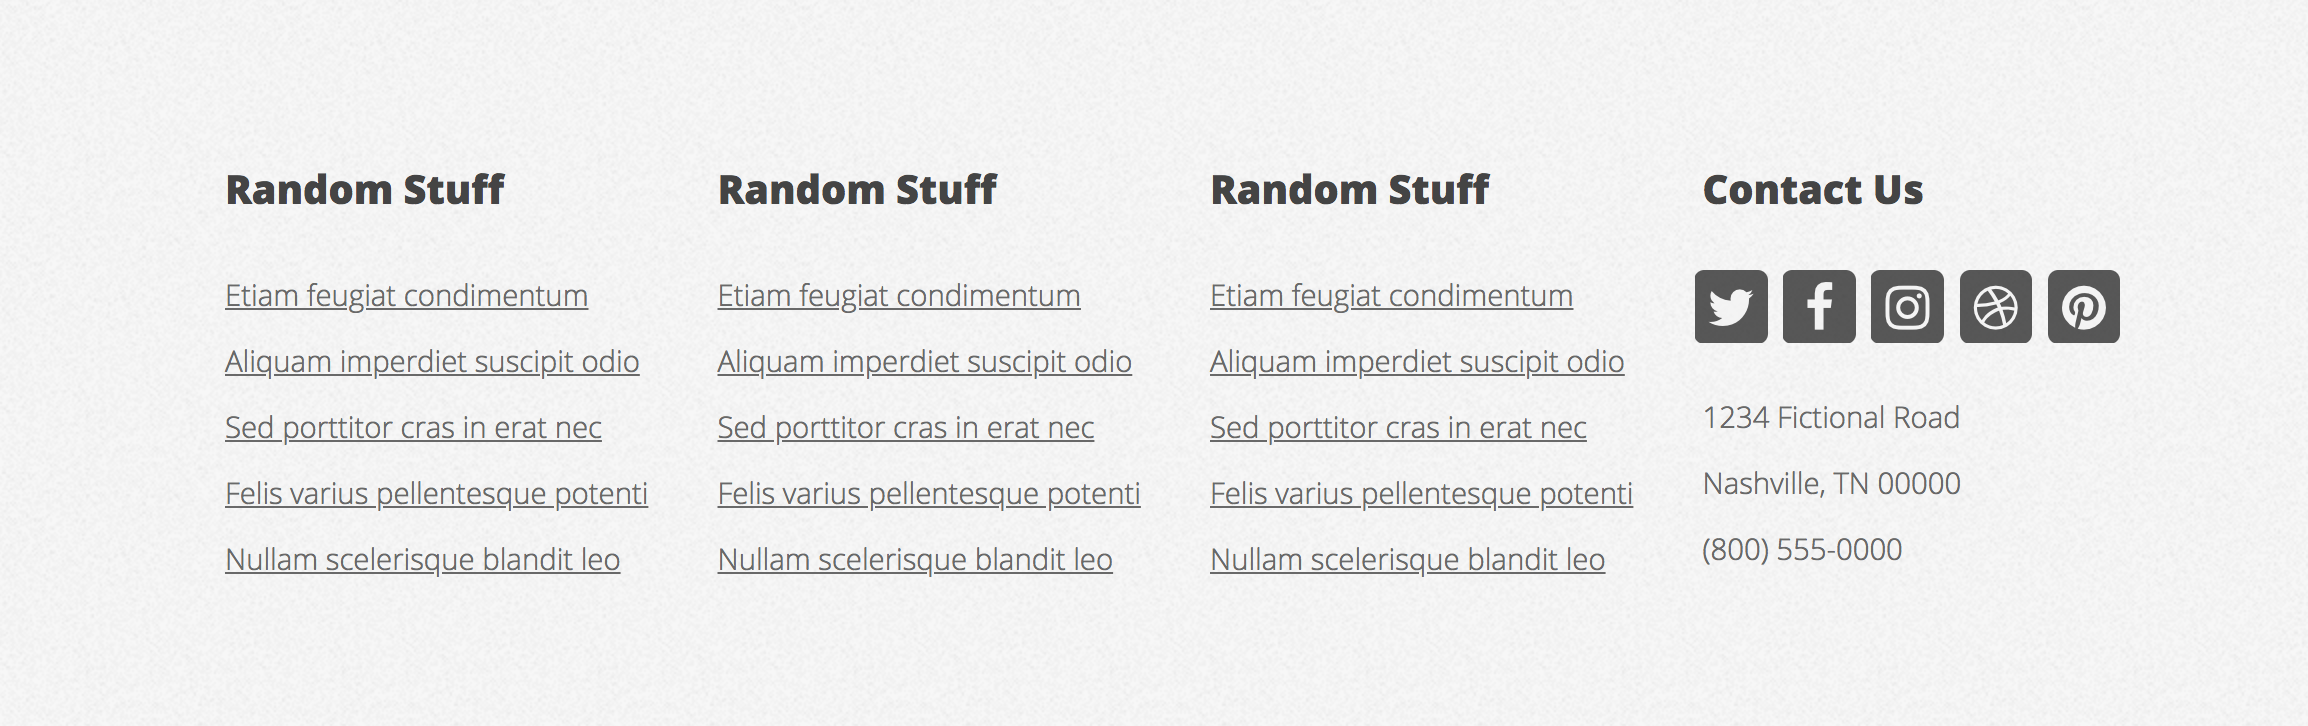 Random Stuff
Etiam feugiat condimentum
Aliquam imperdiet suscipit odio
Sed porttitor cras in erat nec
Felis varius pellentesque potenti
Nullam scelerisque blandit leo
Random Stuff
Etiam feugiat condimentum
Aliquam imperdiet suscipit odio
Sed porttitor cras in erat nec
Felis varius pellentesque potenti
Nullam scelerisque blandit leo
Random Stuff
Etiam feugiat condimentum
Aliquam imperdiet suscipit odio
Sed porttitor cras in erat nec
Felis varius pellentesque potenti
Nullam scelerisque blandit leo
Contact Us
1234 Fictional Road
Nashville, TN 00000
(800) 555-0000